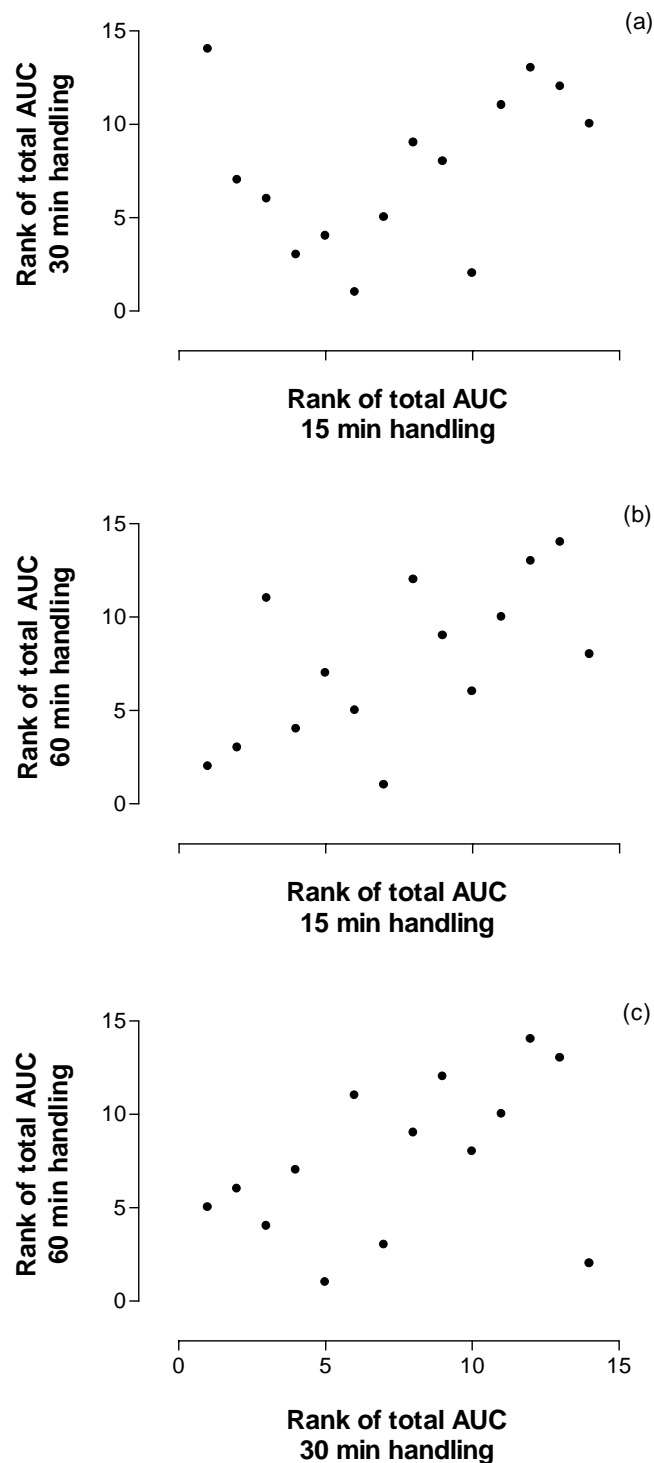 (a)
15
10
5
0
Rank of total AUC
30 min handling
Rank of total AUC
15 min handling
(b)
15
10
5
0
Rank of total AUC
60 min handling
Rank of total AUC
15 min handling
(c)
15
10
5
0
Rank of total AUC
60 min handling
0 5 10 15
Rank of total AUC
30 min handling